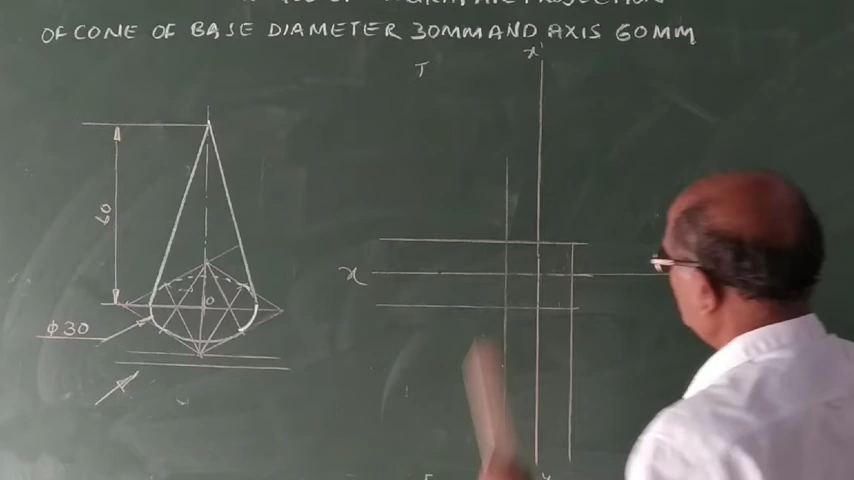 OF CONE OF BASE DIAMETER 30MM AND AXIS 60MM
x'
T
60
x
O
φ30